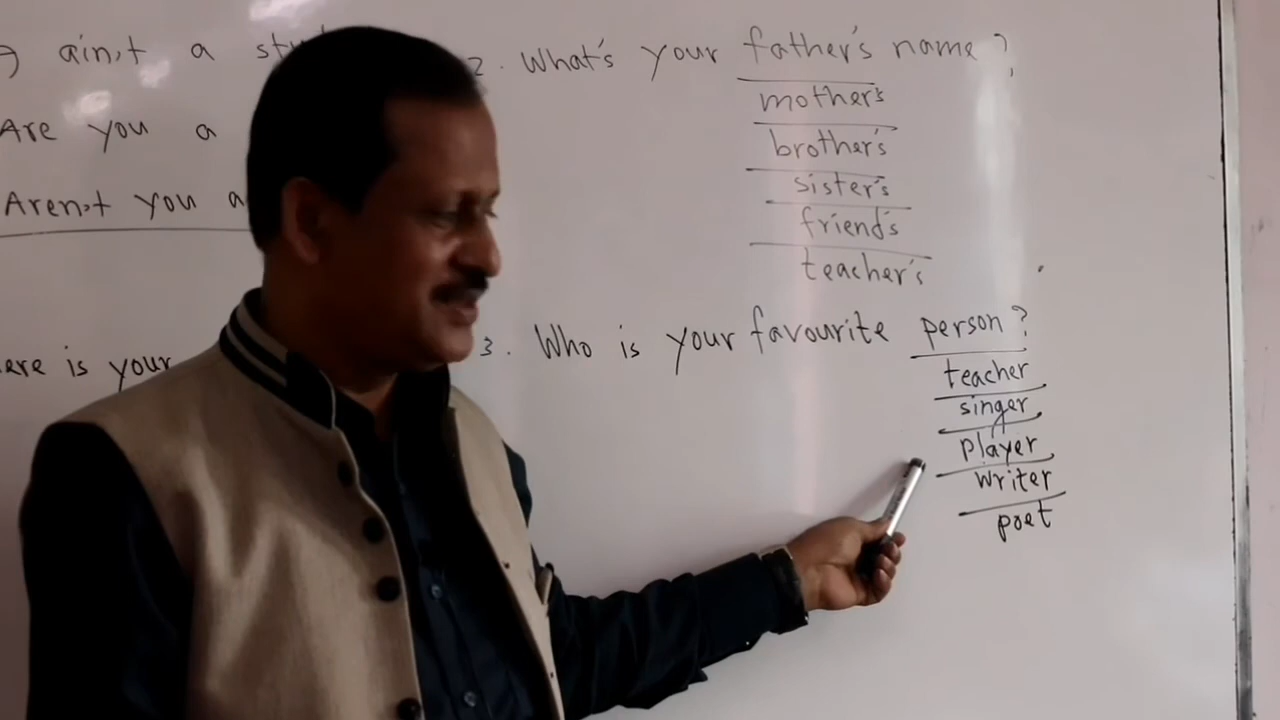 ain't a
Are you a
Aren't you a
is your
2. What's your father's name?
mother's
brother's
sister's
friend's
teacher's
3. Who is your favourite person?
teacher
singer
player
writer
poet